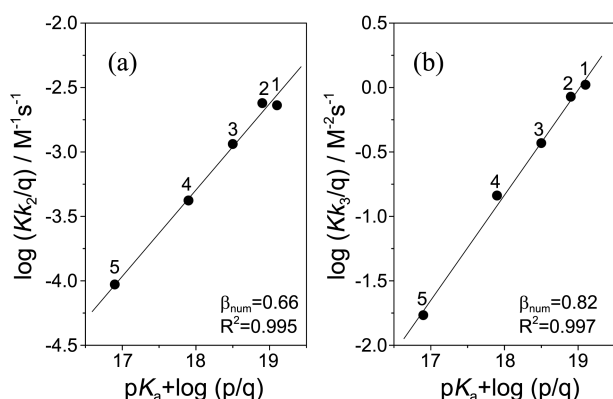 (a)
-2.0
-2.5
-3.0
-3.5
-4.0
-4.5
17
18
19
log (Kk₂/q) / M⁻¹s⁻¹
pKₐ+log (p/q)
1
2
3
4
5
βnum=0.66
R²=0.995
(b)
0.5
0.0
-0.5
-1.0
-1.5
-2.0
17
18
19
log (Kk₃/q) / M⁻²s⁻¹
pKₐ+log (p/q)
1
2
3
4
5
βnum=0.82
R²=0.997